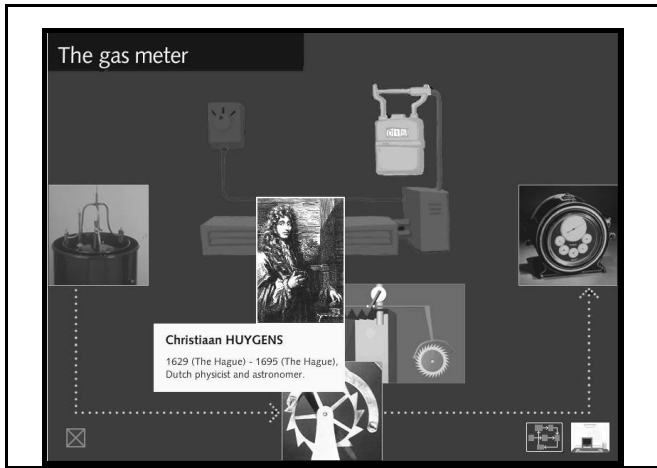 The gas meter
Christiaan HUYGENS
1629 (The Hague) - 1695 (The Hague),
Dutch physicist and astronomer.